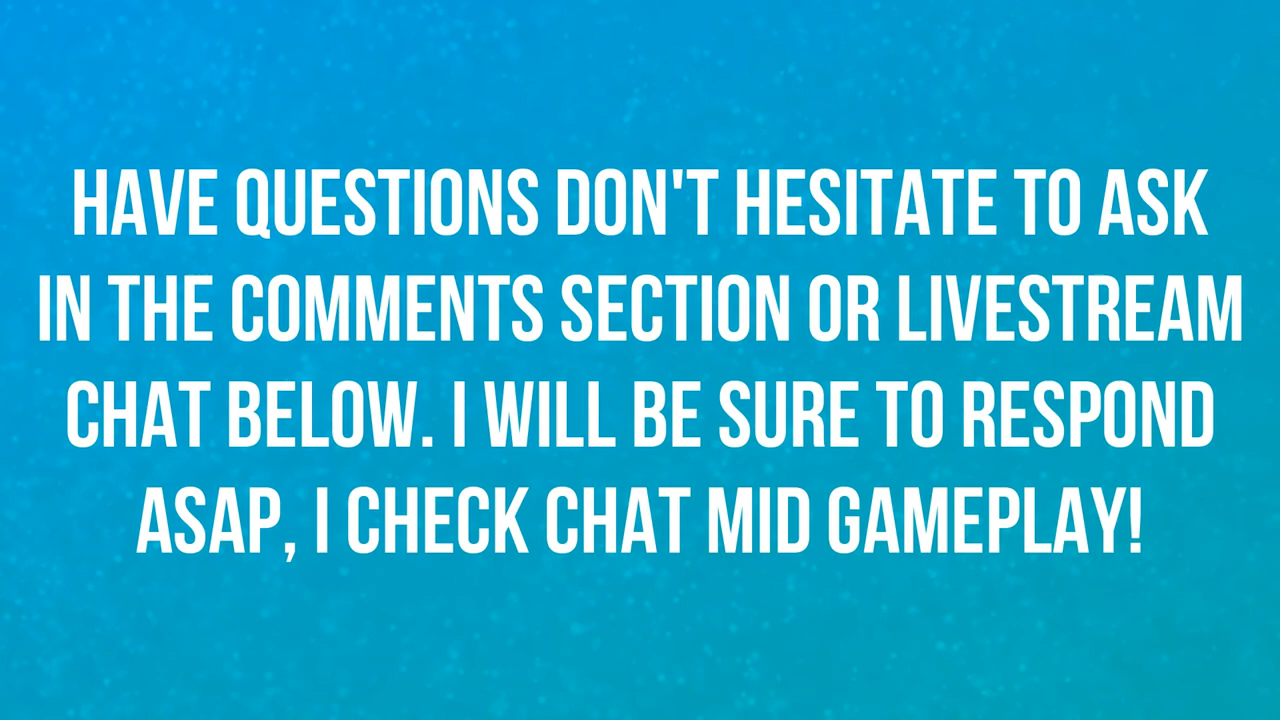 HAVE QUESTIONS DON'T HESITATE TO ASK
IN THE COMMENTS SECTION OR LIVESTREAM
CHAT BELOW. I WILL BE SURE TO RESPOND
ASAP, I CHECK CHAT MID GAMEPLAY!